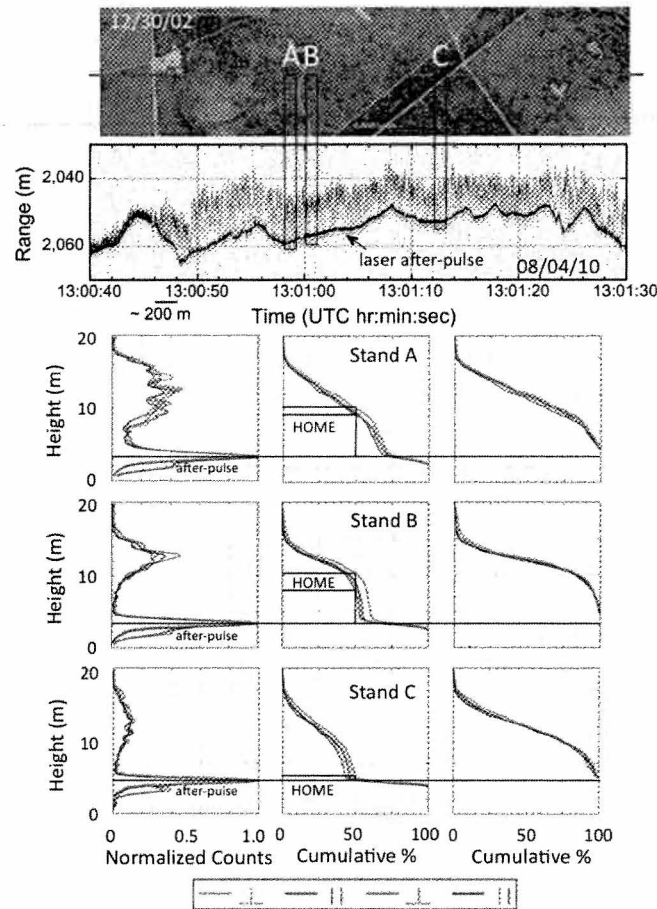 12/30/02
A B C
2,040
2,060
Range (m)
laser after-pulse
08/04/10
13:00:40 13:00:50 13:01:00 13:01:10 13:01:20 13:01:30
~ 200 m
Time (UTC hr:min:sec)
20
10
0
Height (m)
Stand A
HOME
after-pulse
20
10
0
Height (m)
Stand B
HOME
after-pulse
20
10
0
Height (m)
Stand C
HOME
after-pulse
0 0.5 1.0 0 50 100 0 50 100
Normalized Counts Cumulative % Cumulative %
⊥ || ⊥ ||